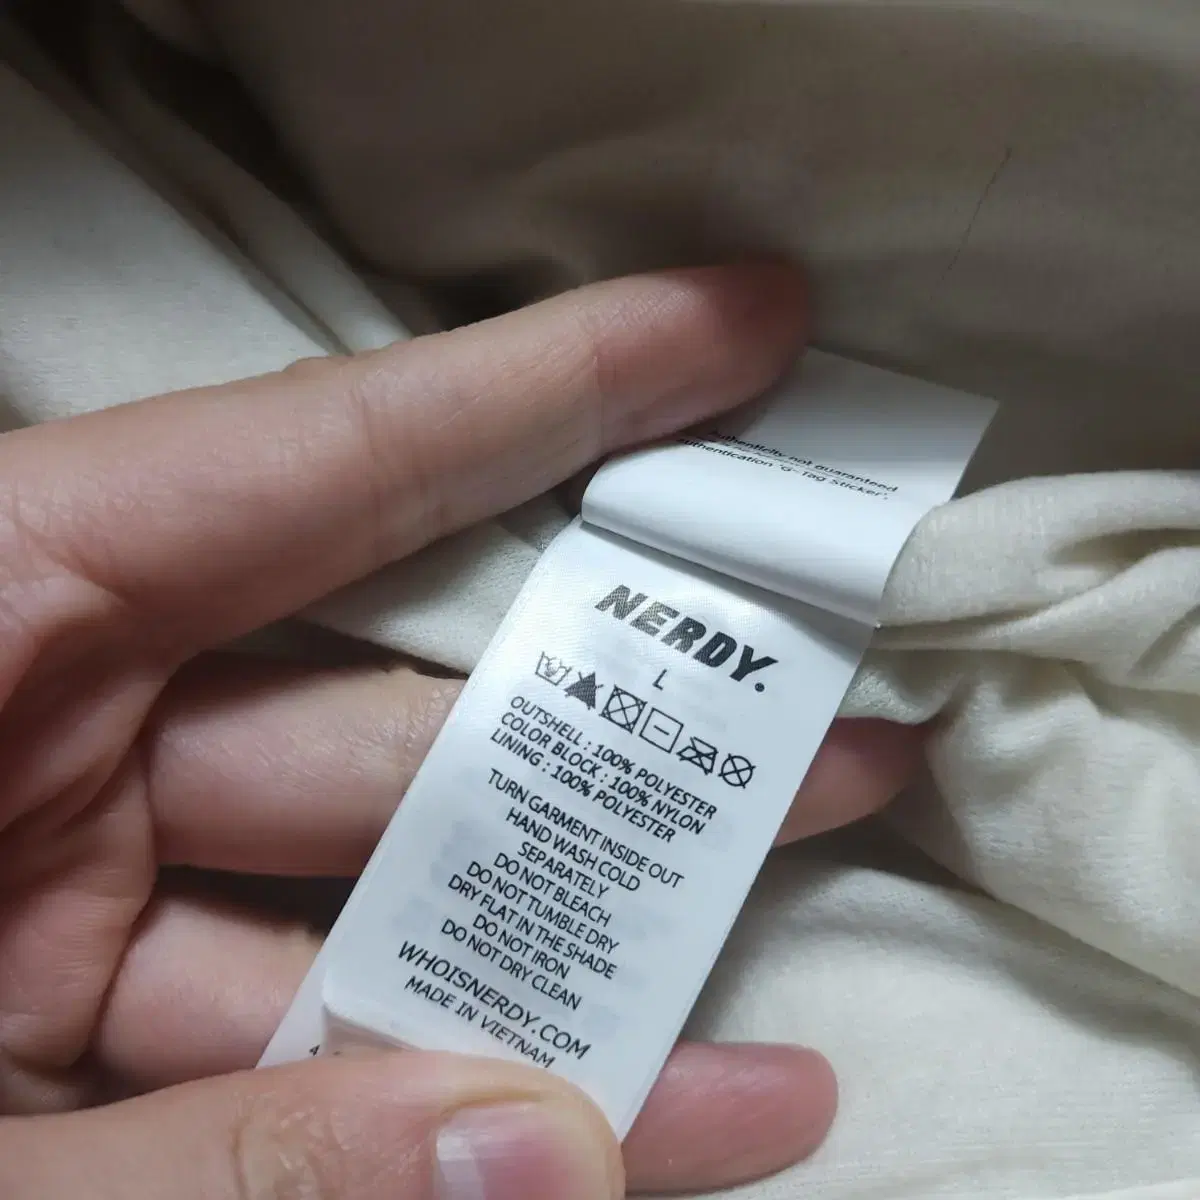 Authenticity not guaranteed
authentication 'G- Tag Sticker'.
NERDY.
L
OUTSHELL : 100% POLYESTER
COLOR BLOCK : 100% NYLON
LINING : 100% POLYESTER
TURN GARMENT INSIDE OUT
HAND WASH COLD
SEPARATELY
DO NOT BLEACH
DO NOT TUMBLE DRY
DRY FLAT IN THE SHADE
DO NOT IRON
DO NOT DRY CLEAN
WHOISNERDY.COM
MADE IN VIETNAM
4